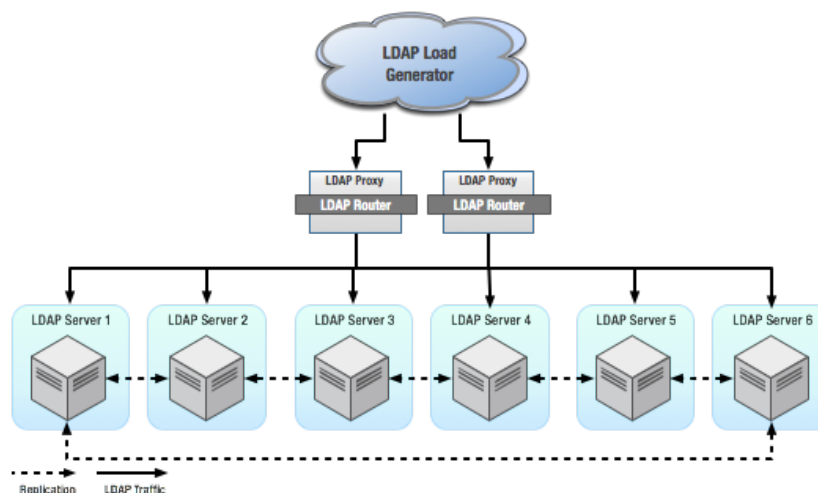 LDAP Load
Generator
LDAP Proxy
LDAP Router
LDAP Proxy
LDAP Router
LDAP Server 1
LDAP Server 2
LDAP Server 3
LDAP Server 4
LDAP Server 5
LDAP Server 6
Replication
LDAP Traffic